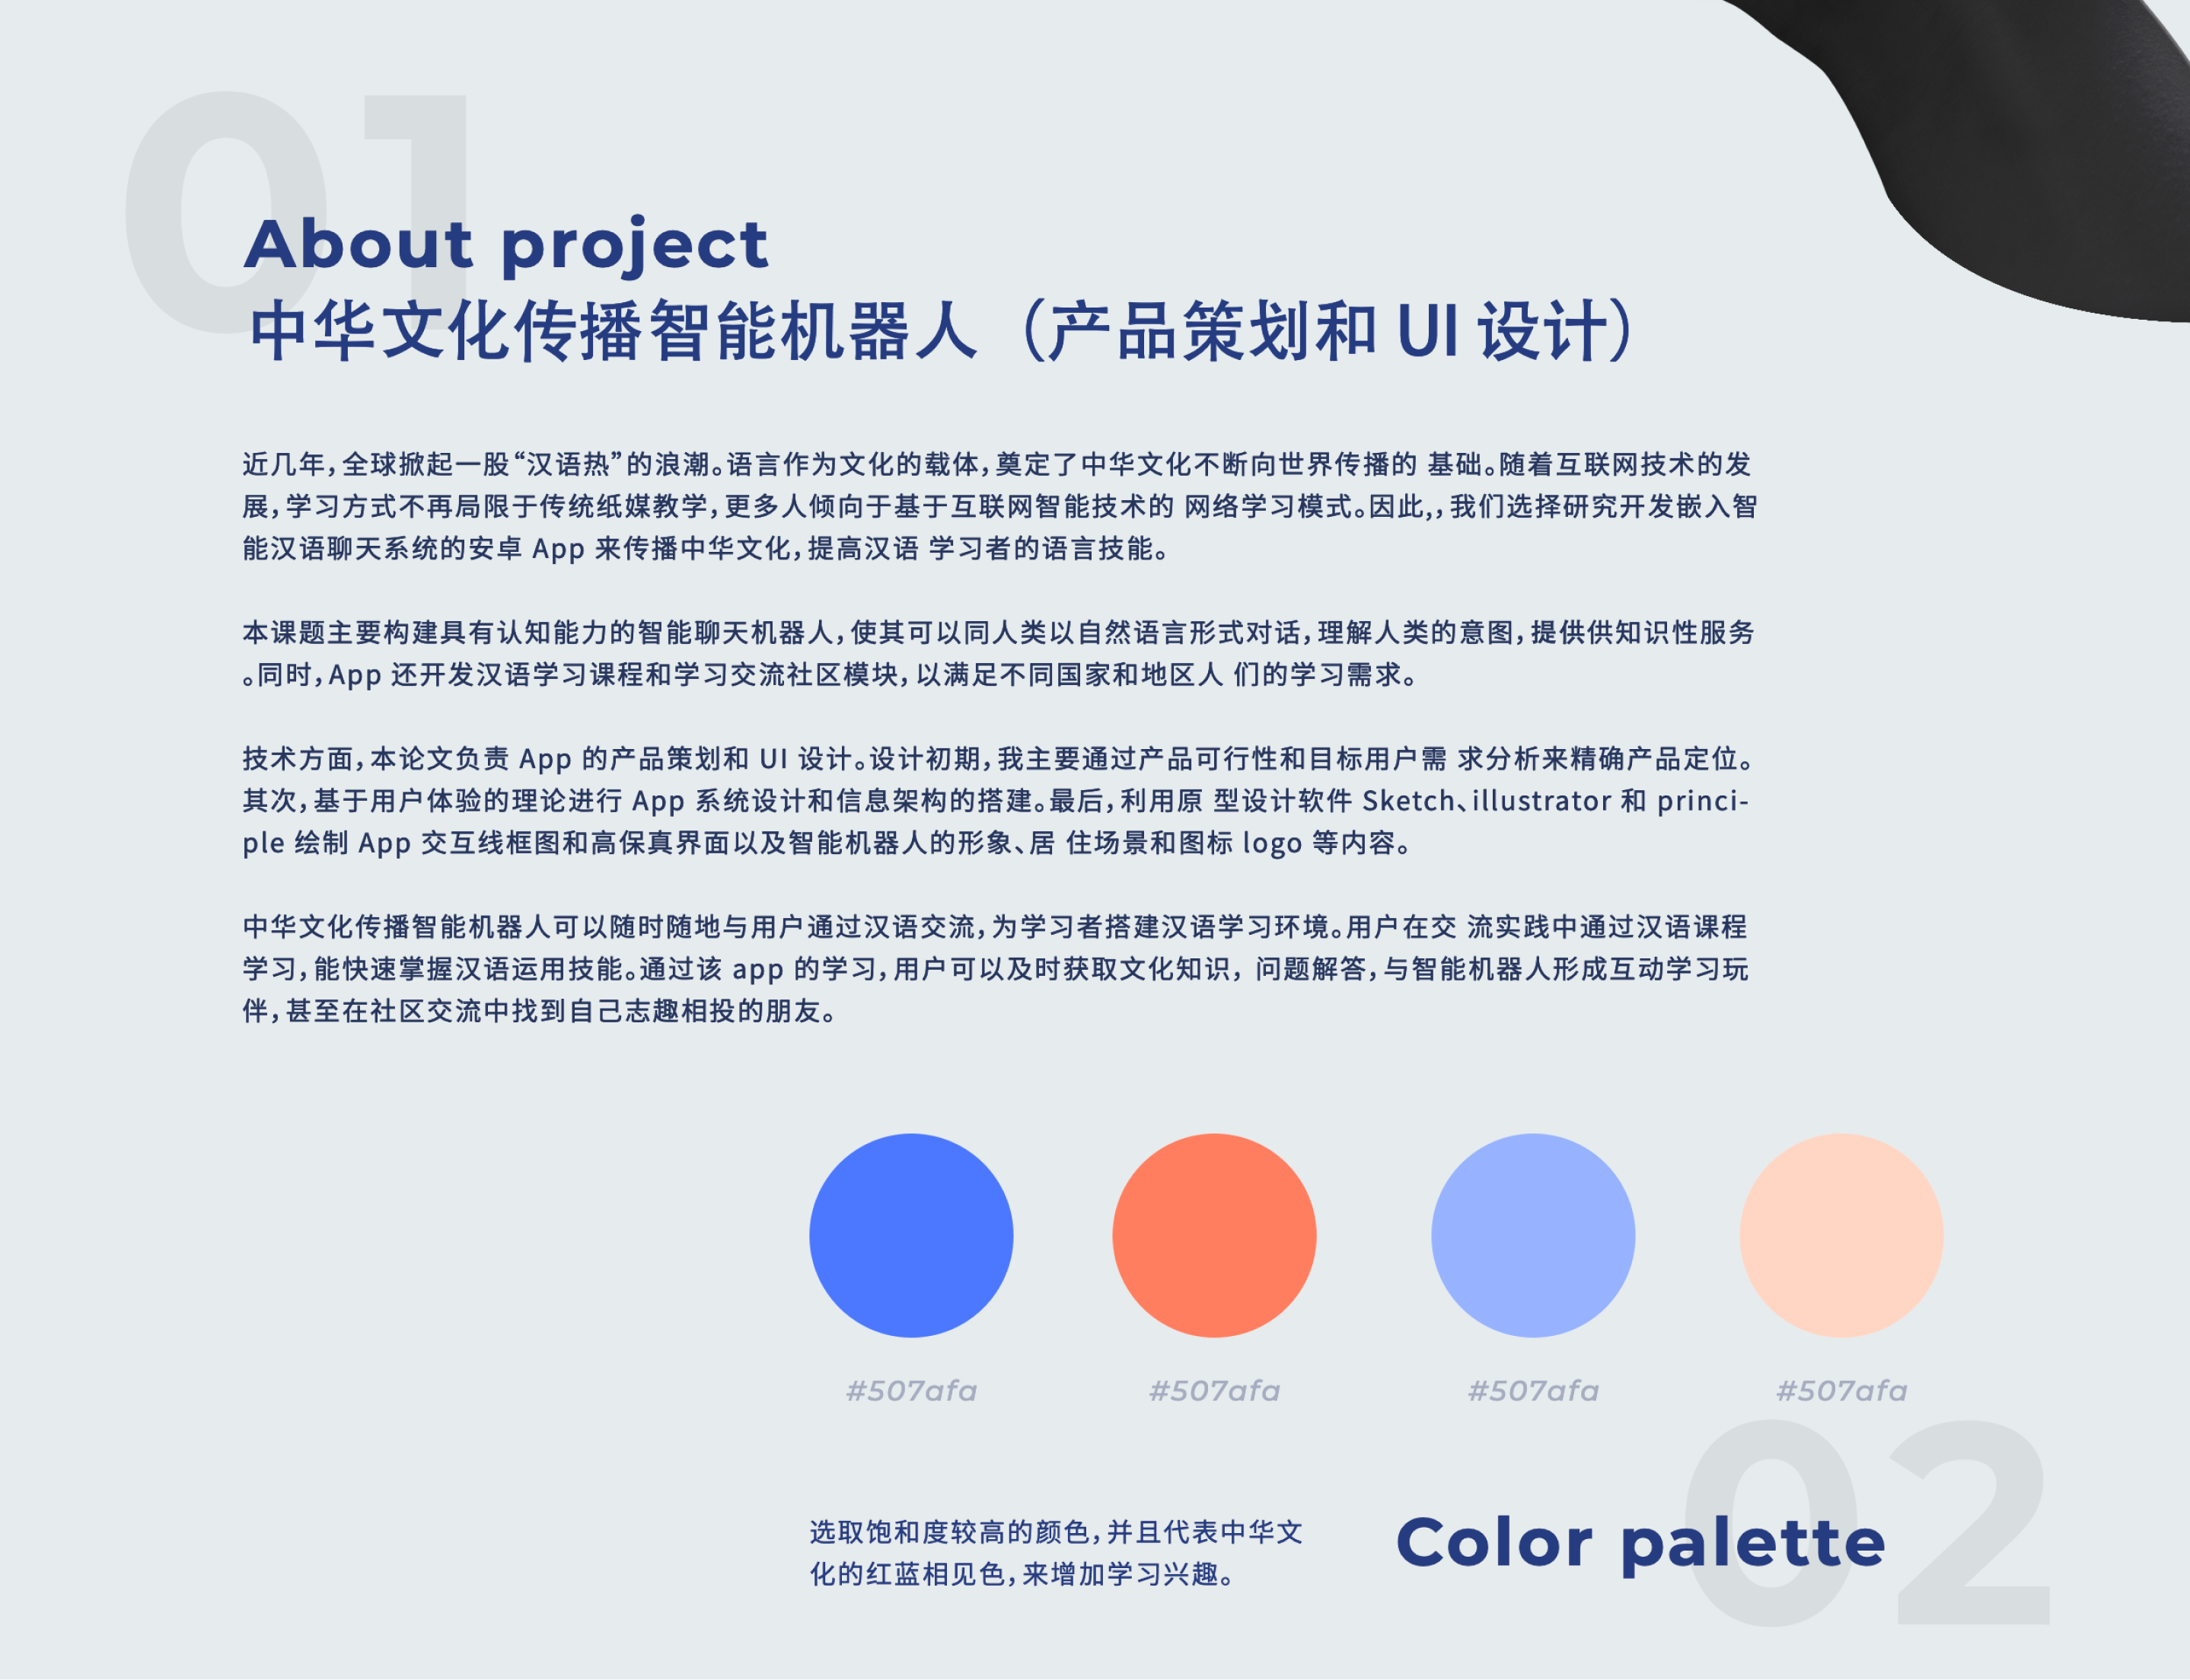 01
About project
中华文化传播智能机器人（产品策划和 UI 设计）
近几年，全球掀起一股“汉语热”的浪潮。语言作为文化的载体，奠定了中华文化不断向世界传播的 基础。随着互联网技术的发
展，学习方式不再局限于传统纸媒教学，更多人倾向于基于互联网智能技术的 网络学习模式。因此,，我们选择研究开发嵌入智
能汉语聊天系统的安卓 App 来传播中华文化，提高汉语 学习者的语言技能。
本课题主要构建具有认知能力的智能聊天机器人，使其可以同人类以自然语言形式对话，理解人类的意图，提供供知识性服务
。同时，App 还开发汉语学习课程和学习交流社区模块，以满足不同国家和地区人 们的学习需求。
技术方面，本论文负责 App 的产品策划和 UI 设计。设计初期，我主要通过产品可行性和目标用户需 求分析来精确产品定位。
其次，基于用户体验的理论进行 App 系统设计和信息架构的搭建。最后，利用原 型设计软件 Sketch、illustrator 和 princi-
ple 绘制 App 交互线框图和高保真界面以及智能机器人的形象、居 住场景和图标 logo 等内容。
中华文化传播智能机器人可以随时随地与用户通过汉语交流，为学习者搭建汉语学习环境。用户在交 流实践中通过汉语课程
学习，能快速掌握汉语运用技能。通过该 app 的学习，用户可以及时获取文化知识， 问题解答，与智能机器人形成互动学习玩
伴，甚至在社区交流中找到自己志趣相投的朋友。
#507afa
#507afa
#507afa
#507afa
选取饱和度较高的颜色，并且代表中华文
化的红蓝相见色，来增加学习兴趣。
02
Color palette